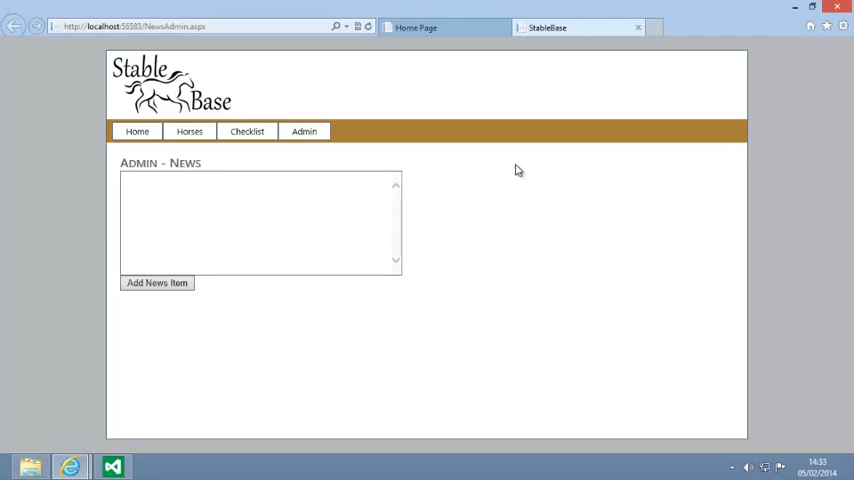 http://localhost:56583/NewsAdmin.aspx
Home Page
StableBase
Stable
Base
Home
Horses
Checklist
Admin
Admin - News
Add News Item
14:33
05/02/2014